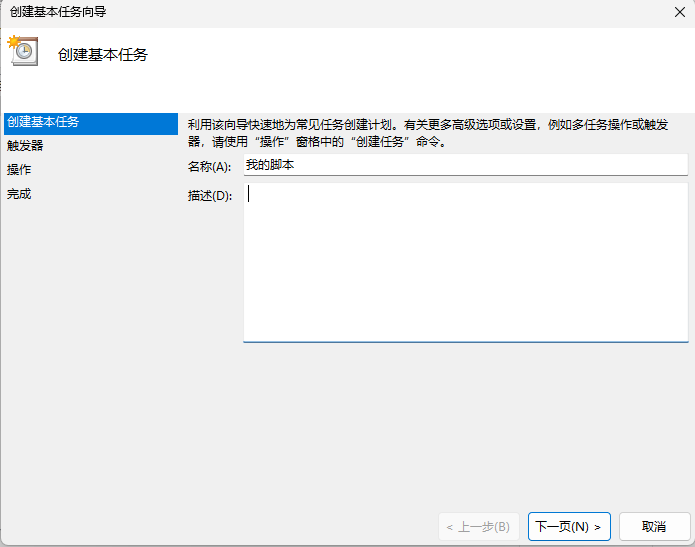 创建基本任务向导
创建基本任务
创建基本任务
触发器
操作
完成
利用该向导快速地为常见任务创建计划。有关更多高级选项或设置，例如多任务操作或触发
器，请使用“操作”窗格中的“创建任务”命令。
名称(A): 我的脚本
描述(D):
< 上一步(B) 下一页(N) > 取消